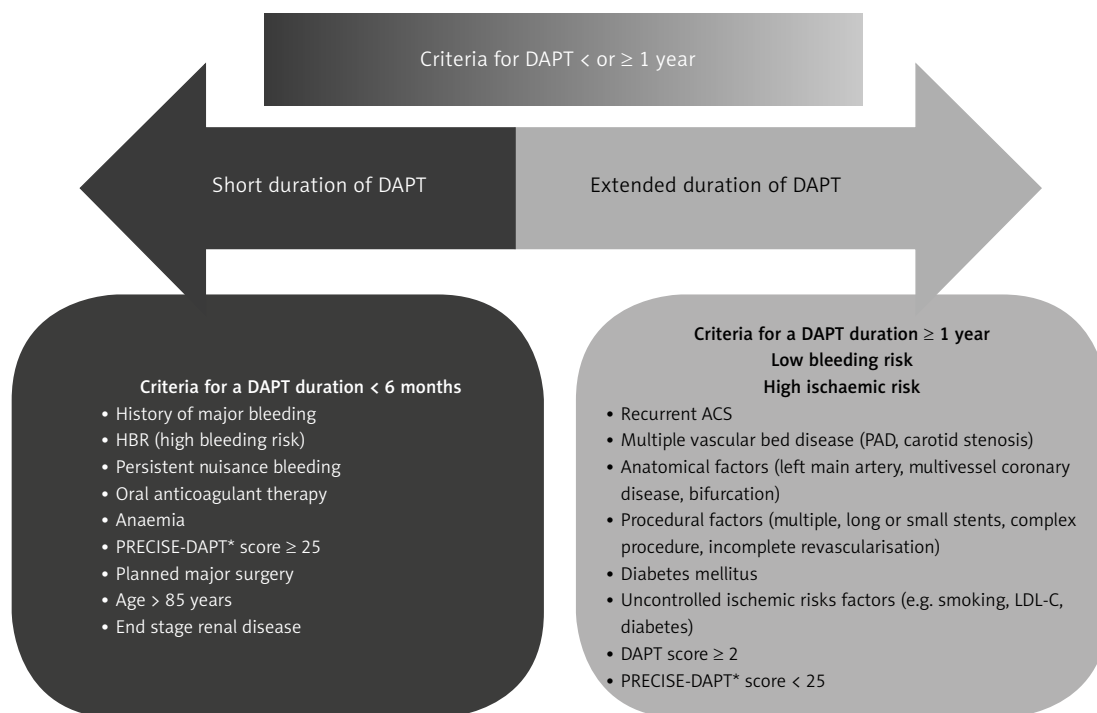 Criteria for DAPT < or ≥ 1 year
Short duration of DAPT
Extended duration of DAPT
Criteria for a DAPT duration < 6 months
• History of major bleeding
• HBR (high bleeding risk)
• Persistent nuisance bleeding
• Oral anticoagulant therapy
• Anaemia
• PRECISE-DAPT* score ≥ 25
• Planned major surgery
• Age > 85 years
• End stage renal disease
Criteria for a DAPT duration ≥ 1 year
Low bleeding risk
High ischaemic risk
• Recurrent ACS
• Multiple vascular bed disease (PAD, carotid stenosis)
• Anatomical factors (left main artery, multivessel coronary
disease, bifurcation)
• Procedural factors (multiple, long or small stents, complex
procedure, incomplete revascularisation)
• Diabetes mellitus
• Uncontrolled ischemic risks factors (e.g. smoking, LDL-C,
diabetes)
• DAPT score ≥ 2
• PRECISE-DAPT* score < 25